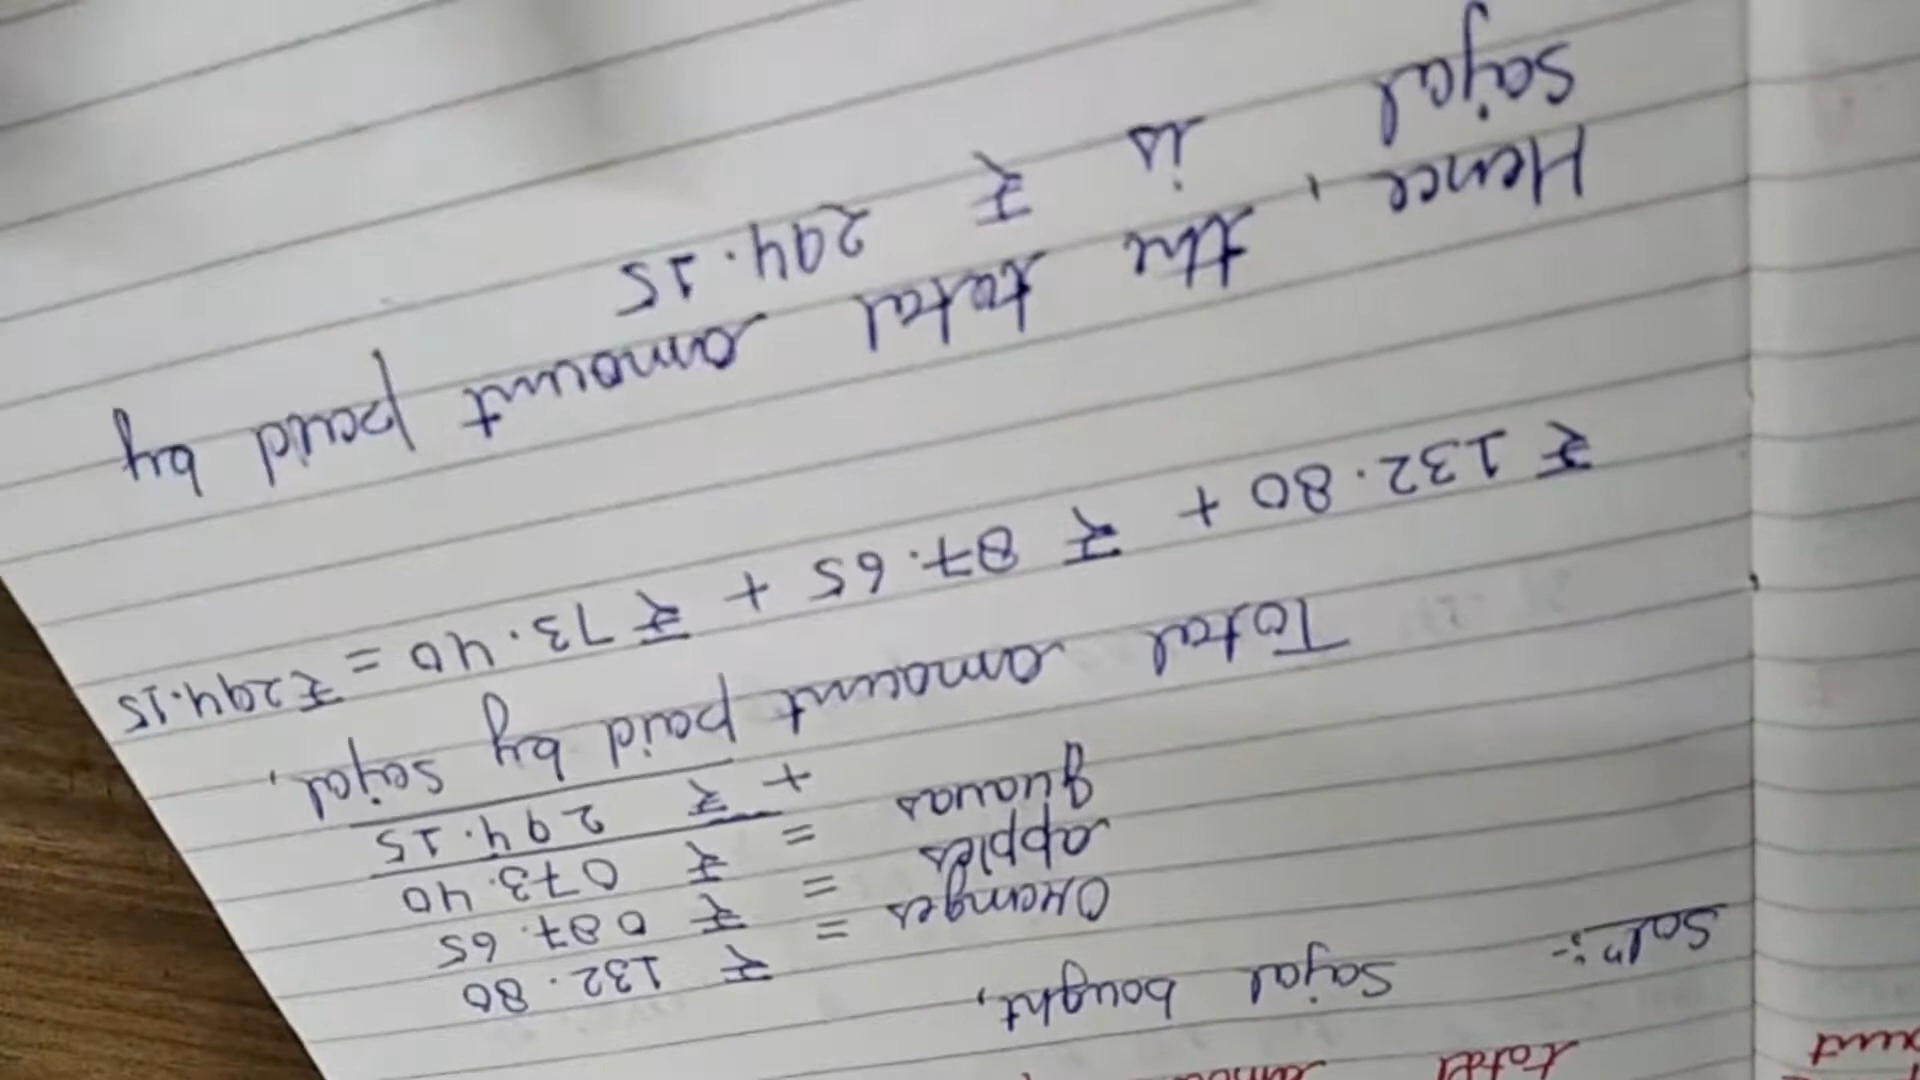 total
Soln:- Sajal bought,
oranges = ₹ 132.80
apples = ₹ 087.65
guavas = ₹ 073.40
+ ₹ 294.15
Total amount paid by Sajal,
₹132.80 + ₹ 87.65 + ₹73.40 = ₹294.15
Hence, the total amount paid by
Sajal is ₹ 294.15